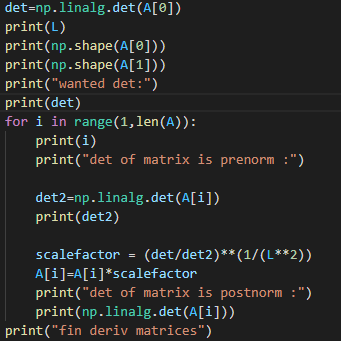 det=np.linalg.det(A[0])
print(L)
print(np.shape(A[0]))
print(np.shape(A[1]))
print("wanted det:")
print(det)
for i in range(1,len(A)):
    print(i)
    print("det of matrix is prenorm :")

    det2=np.linalg.det(A[i])
    print(det2)

    scalefactor = (det/det2)**(1/(L**2))
    A[i]=A[i]*scalefactor
    print("det of matrix is postnorm :")
    print(np.linalg.det(A[i]))
print("fin deriv matrices")